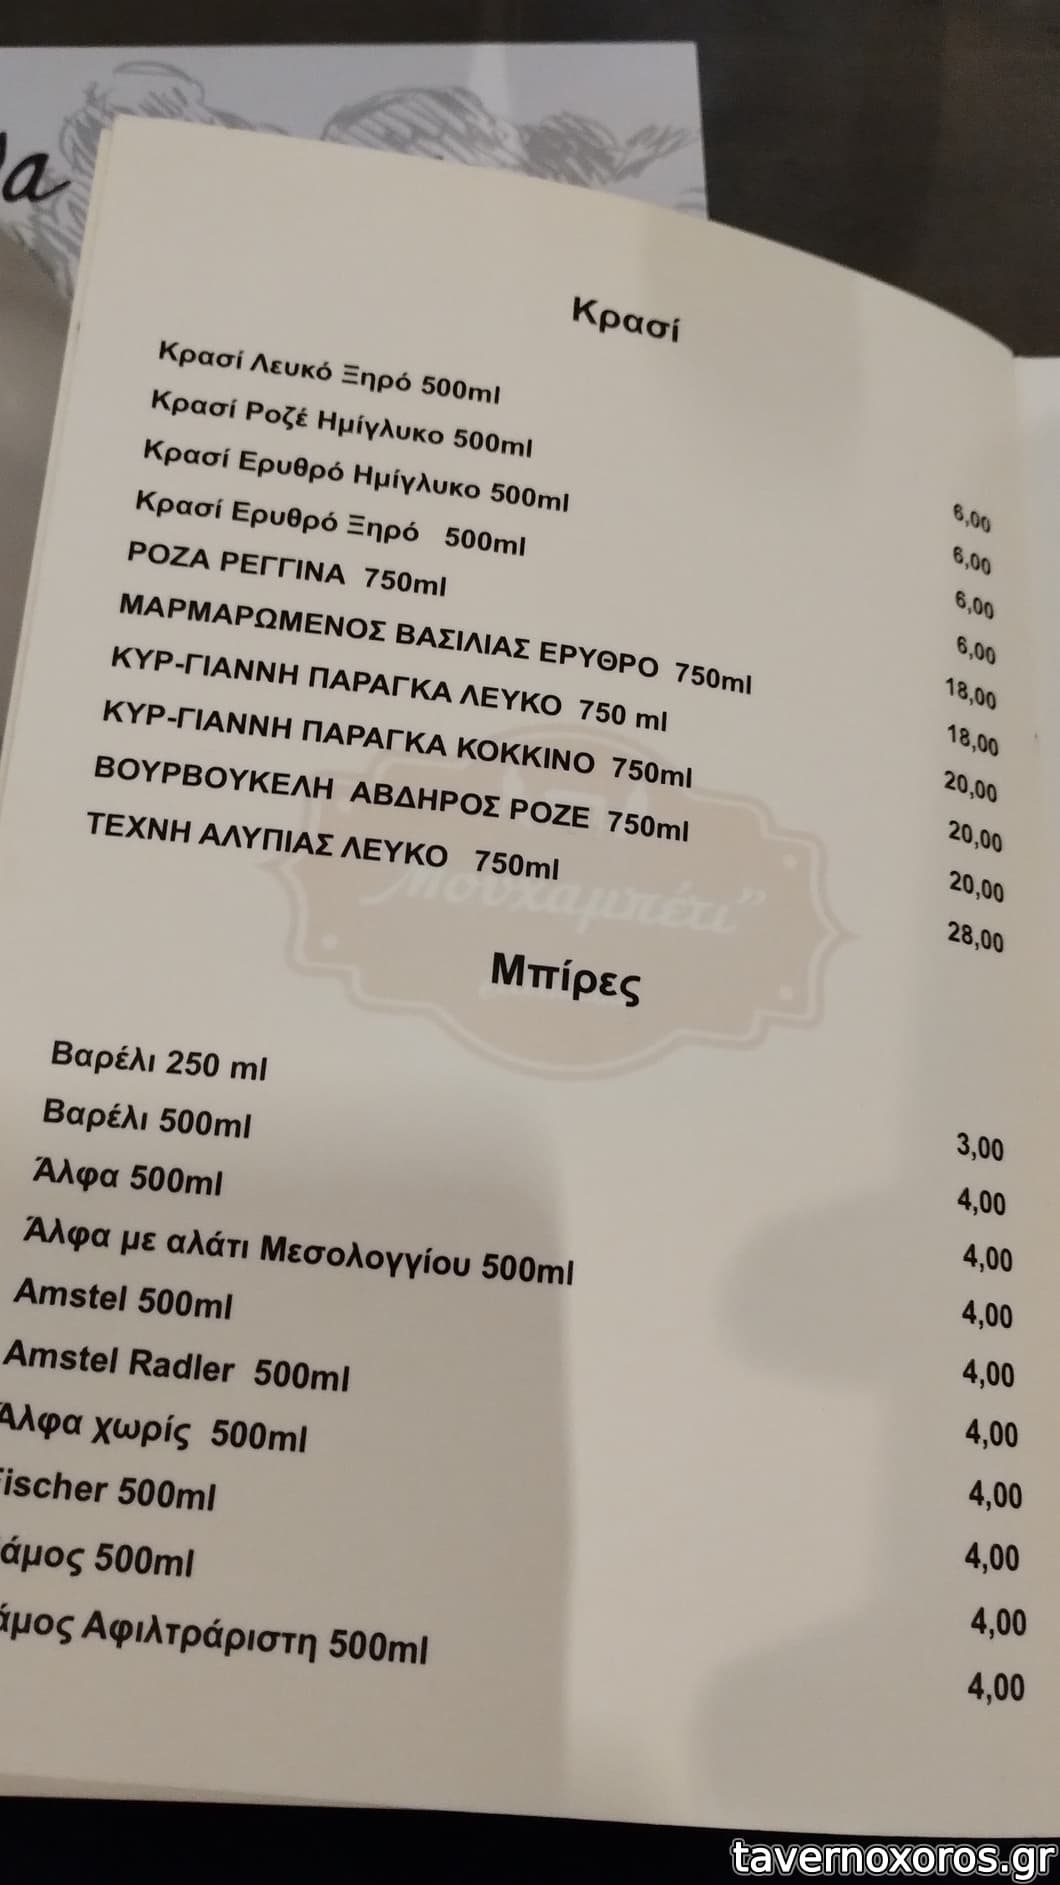 α
Κρασί
Κρασί Λευκό Ξηρό 500ml 6,00
Κρασί Ροζέ Ημίγλυκο 500ml 6,00
Κρασί Ερυθρό Ημίγλυκο 500ml 6,00
Κρασί Ερυθρό Ξηρό 500ml 6,00
ΡΟΖΑ ΡΕΓΓΙΝΑ 750ml 18,00
ΜΑΡΜΑΡΩΜΕΝΟΣ ΒΑΣΙΛΙΑΣ ΕΡΥΘΡΟ 750ml 18,00
ΚΥΡ-ΓΙΑΝΝΗ ΠΑΡΑΓΚΑ ΛΕΥΚΟ 750 ml 20,00
ΚΥΡ-ΓΙΑΝΝΗ ΠΑΡΑΓΚΑ ΚΟΚΚΙΝΟ 750ml 20,00
ΒΟΥΡΒΟΥΚΕΛΗ ΑΒΔΗΡΟΣ ΡΟΖΕ 750ml 20,00
ΤΕΧΝΗ ΑΛΥΠΙΑΣ ΛΕΥΚΟ 750ml 28,00
Μουχαμπέτι”
Μπίρες
Βαρέλι 250 ml 3,00
Βαρέλι 500ml 4,00
Άλφα 500ml 4,00
Άλφα με αλάτι Μεσολογγίου 500ml 4,00
Amstel 500ml 4,00
Amstel Radler 500ml 4,00
Άλφα χωρίς 500ml 4,00
Fischer 500ml 4,00
άμος 500ml 4,00
άμος Αφιλτράριστη 500ml 4,00
tavernoxoros.gr